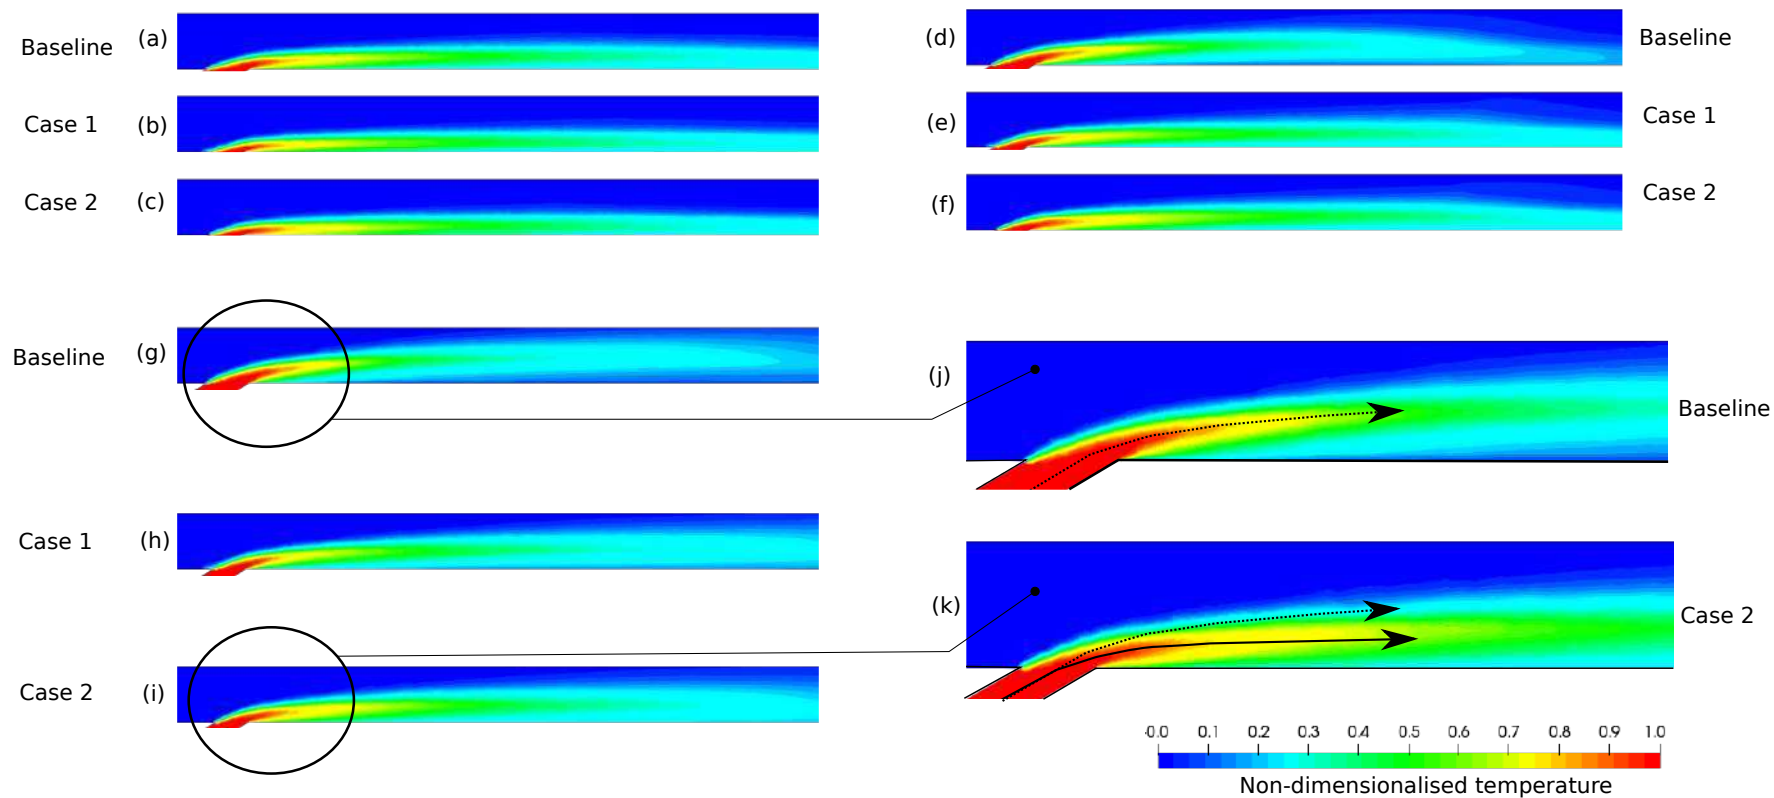 Baseline (a)
(d) Baseline
Case 1 (b)
(e) Case 1
Case 2 (c)
(f) Case 2
Baseline (g)
(j) Baseline
Case 1 (h)
(k) Case 2
Case 2 (i)
-0.0 0.1 0.2 0.3 0.4 0.5 0.6 0.7 0.8 0.9 1.0
Non-dimensionalised temperature